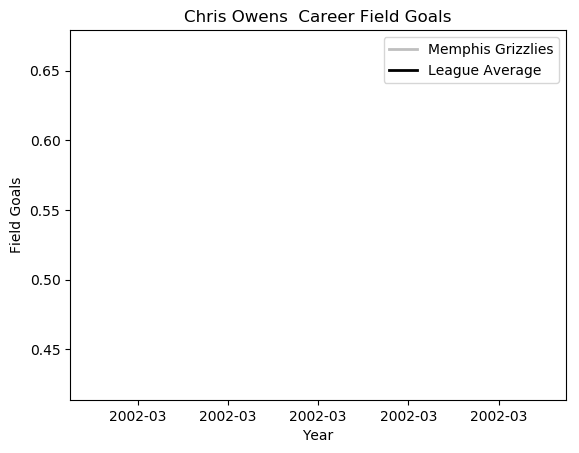 Chris Owens  Career Field Goals
Memphis Grizzlies
League Average
0.65
0.60
0.55
0.50
0.45
Field Goals
2002-03 2002-03 2002-03 2002-03 2002-03
Year